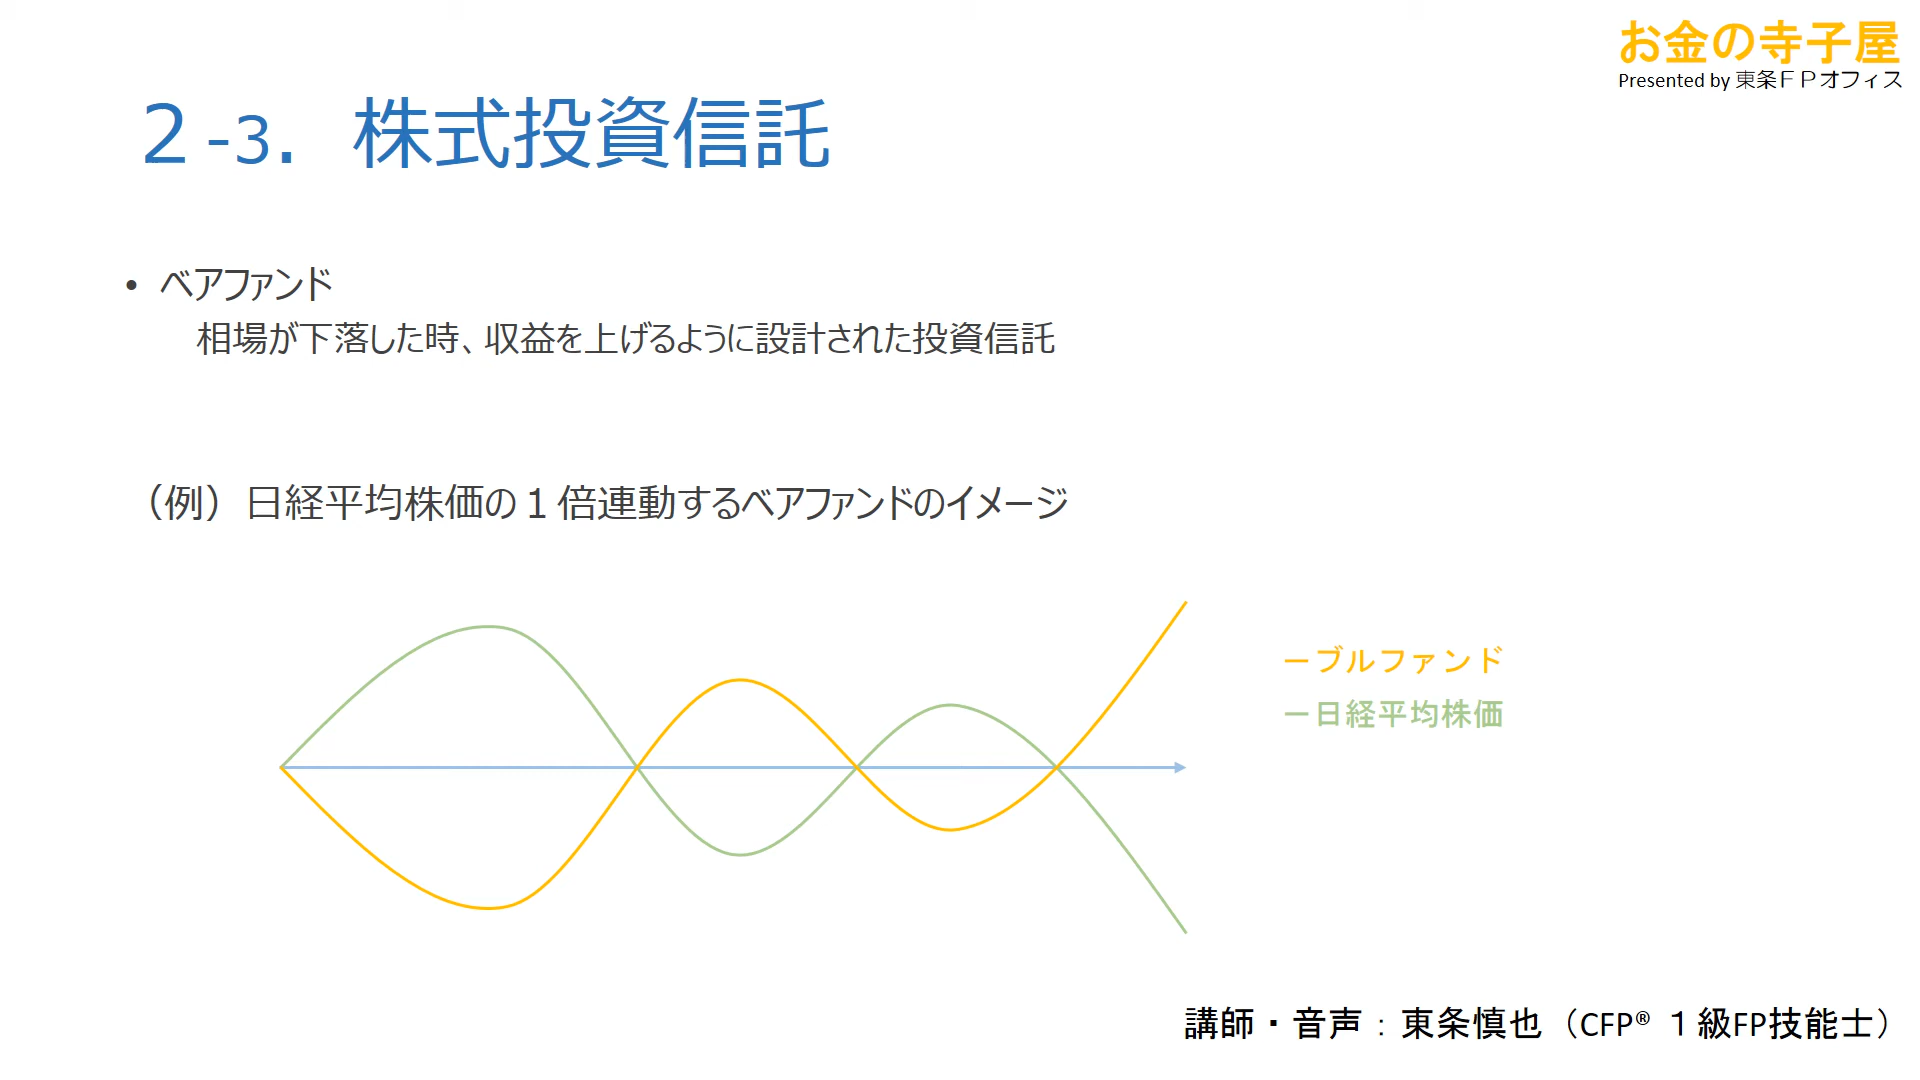 お金の寺子屋
Presented by 東条ＦＰオフィス
２-3． 株式投資信託
• ベアファンド
相場が下落した時、収益を上げるように設計された投資信託
（例）日経平均株価の１倍連動するベアファンドのイメージ
－ブルファンド
－日経平均株価
講師・音声：東条慎也（CFP® １級FP技能士）